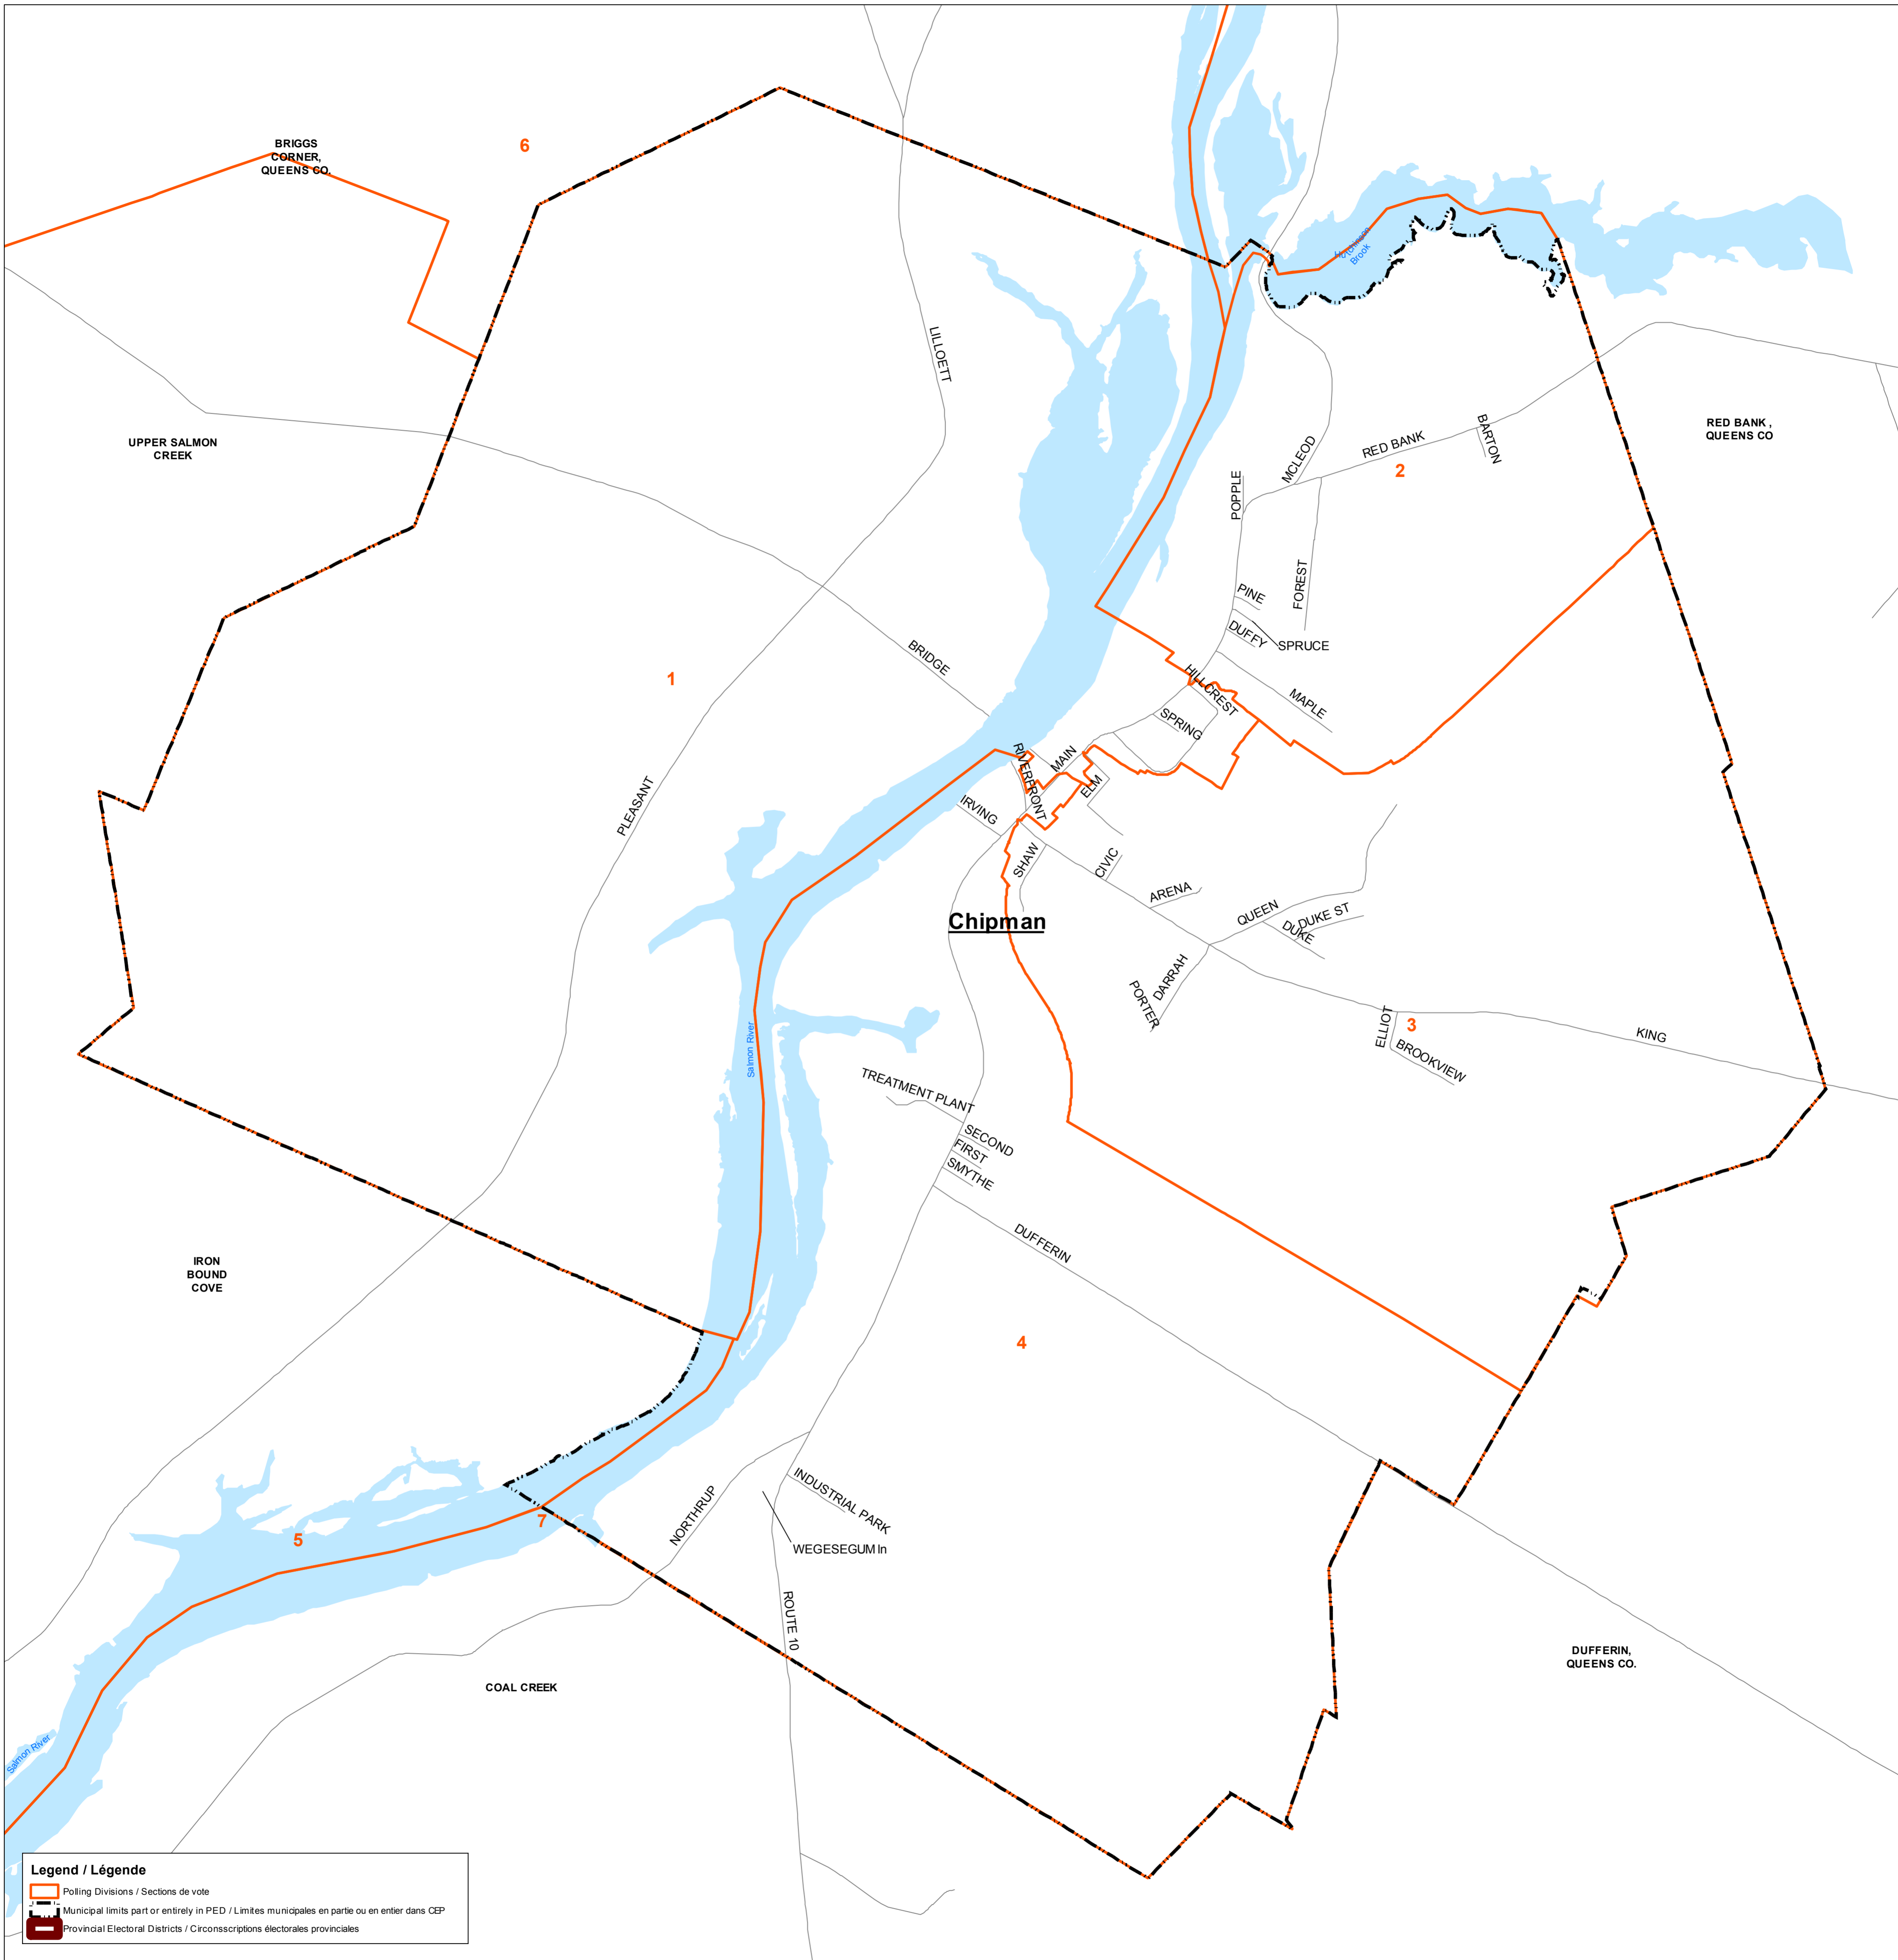 BRIGGS
CORNER,
QUEENS CO.
6
Hutchinson
Brook
LILLOETT
UPPER SALMON
CREEK
RED BANK ,
QUEENS CO
BARTON
RED BANK
MCLEOD
2
POPPLE
FOREST
PINE
DUFFY
SPRUCE
1
BRIDGE
HILLCREST
MAPLE
SPRING
MAIN
RIVERFRONT
ELM
PLEASANT
IRVING
SHAW
CIVIC
ARENA
Chipman
QUEEN
DUKE ST
DUKE
DARRAH
PORTER
ELLIOT
3
KING
BROOKVIEW
Salmon River
TREATMENT PLANT
SECOND
FIRST
SMYTHE
DUFFERIN
IRON
BOUND
COVE
4
INDUSTRIAL PARK
NORTHRUP
7
5
WEGESEGUM ln
ROUTE 10
DUFFERIN,
QUEENS CO.
COAL CREEK
Salmon River
Legend / Légende
Polling Divisions / Sections de vote
Municipal limits part or entirely in PED / Limites municipales en partie ou en entier dans CEP
Provincial Electoral Districts / Circonsscriptions électorales provinciales